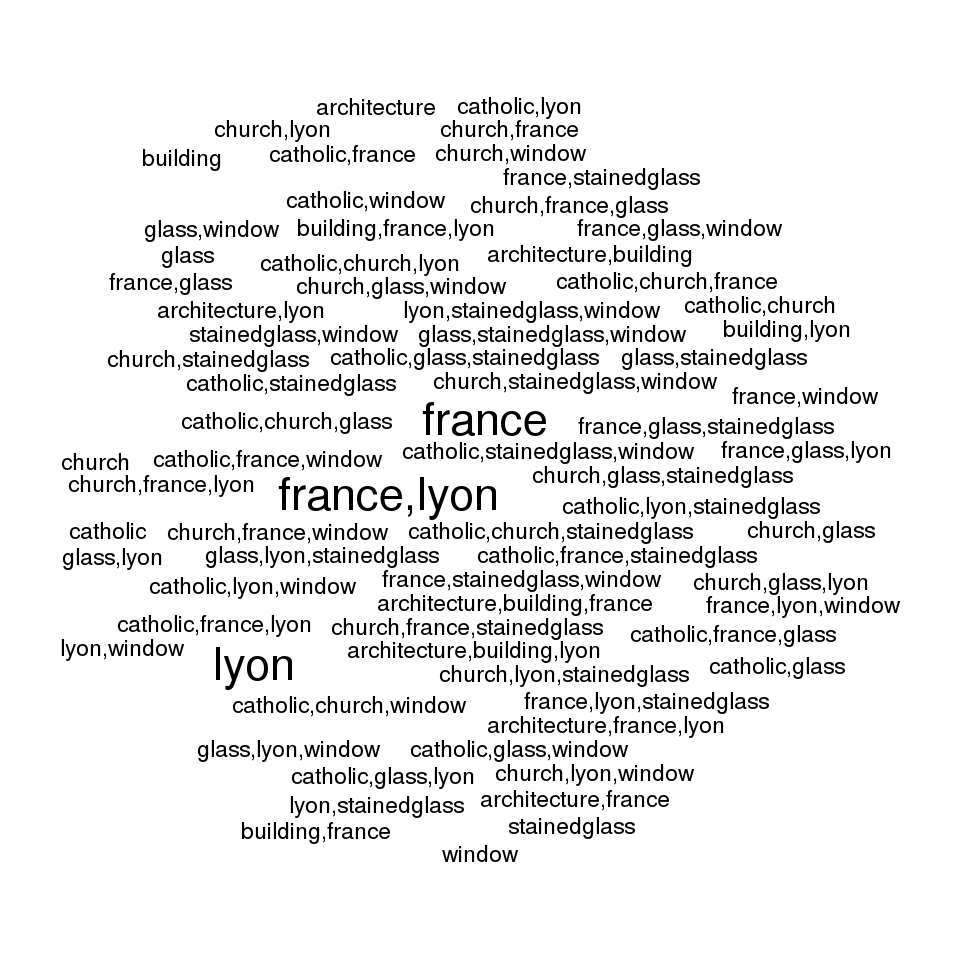 architecture catholic,lyon
church,lyon church,france
building catholic,france church,window
france,stainedglass
catholic,window church,france,glass
glass,window building,france,lyon france,glass,window
glass catholic,church,lyon architecture,building
france,glass church,glass,window catholic,church,france
architecture,lyon lyon,stainedglass,window catholic,church
stainedglass,window glass,stainedglass,window building,lyon
church,stainedglass catholic,glass,stainedglass glass,stainedglass
catholic,stainedglass church,stainedglass,window
france,window
catholic,church,glass france france,glass,stainedglass
church catholic,france,window catholic,stainedglass,window france,glass,lyon
church,france,lyon france,lyon church,glass,stainedglass
catholic,lyon,stainedglass
catholic church,france,window catholic,church,stainedglass church,glass
glass,lyon glass,lyon,stainedglass catholic,france,stainedglass
catholic,lyon,window france,stainedglass,window church,glass,lyon
architecture,building,france france,lyon,window
catholic,france,lyon church,france,stainedglass catholic,france,glass
lyon,window architecture,building,lyon
lyon church,lyon,stainedglass catholic,glass
catholic,church,window france,lyon,stainedglass
architecture,france,lyon
glass,lyon,window catholic,glass,window
catholic,glass,lyon church,lyon,window
lyon,stainedglass architecture,france
building,france stainedglass
window